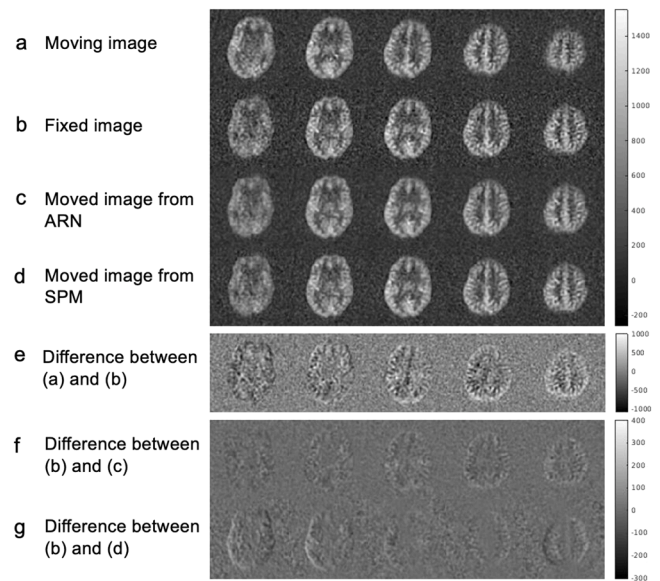 a Moving image
b Fixed image
c Moved image from
ARN
d Moved image from
SPM
e Difference between
(a) and (b)
f Difference between
(b) and (c)
g Difference between
(b) and (d)
1400
1200
1000
800
600
400
200
0
-200
1000
500
0
-500
-1000
400
300
200
100
0
-100
-200
-300